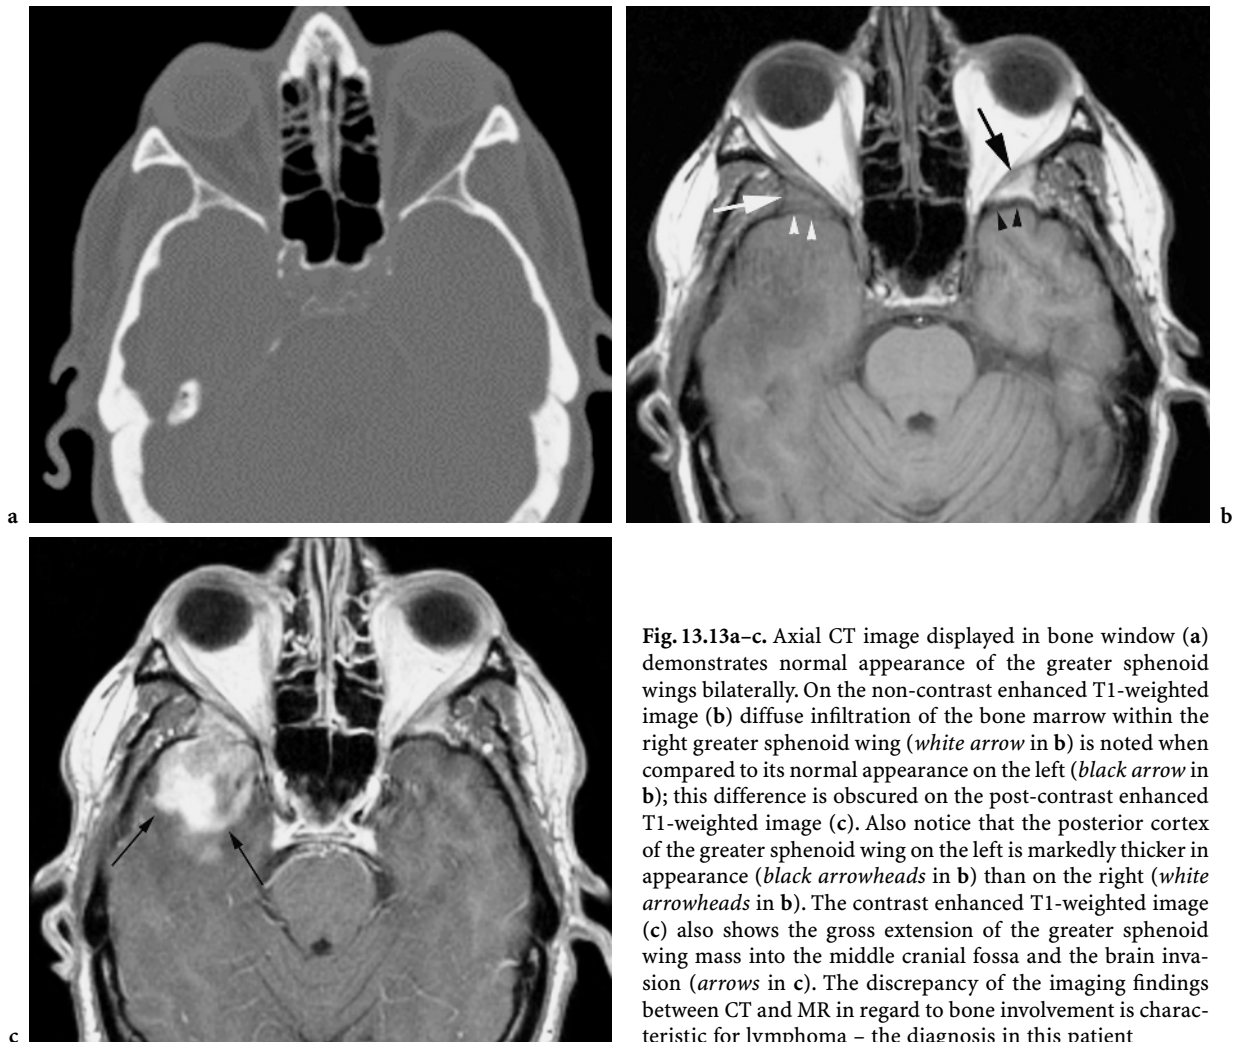 a
b
c
Fig. 13.13a–c. Axial CT image displayed in bone window (a)
demonstrates normal appearance of the greater sphenoid
wings bilaterally. On the non-contrast enhanced T1-weighted
image (b) diffuse infiltration of the bone marrow within the
right greater sphenoid wing (white arrow in b) is noted when
compared to its normal appearance on the left (black arrow in
b); this difference is obscured on the post-contrast enhanced
T1-weighted image (c). Also notice that the posterior cortex
of the greater sphenoid wing on the left is markedly thicker in
appearance (black arrowheads in b) than on the right (white
arrowheads in b). The contrast enhanced T1-weighted image
(c) also shows the gross extension of the greater sphenoid
wing mass into the middle cranial fossa and the brain inva-
sion (arrows in c). The discrepancy of the imaging findings
between CT and MR in regard to bone involvement is charac-
teristic for lymphoma – the diagnosis in this patient